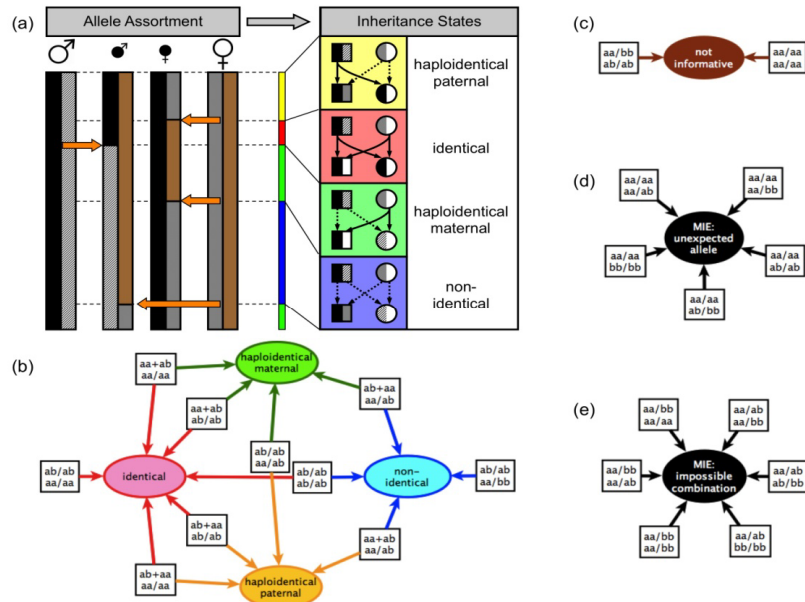 (a)
Allele Assortment
Inheritance States
♂
♂
♀
♀
haploidentical
paternal
identical
haploidentical
maternal
non-
identical
(b)
haploidentical
maternal
aa+ab
aa/aa
aa+ab
ab/ab
ab+aa
aa/ab
ab/ab
aa/ab
ab/ab
aa/aa
identical
ab/ab
ab/ab
non-
identical
ab/ab
aa/bb
ab+aa
ab/ab
aa+ab
aa/ab
ab+aa
aa/aa
haploidentical
paternal
(c)
aa/bb
ab/ab
not
informative
aa/aa
aa/aa
(d)
aa/aa
aa/ab
aa/aa
aa/bb
MIE:
unexpected
allele
aa/aa
bb/bb
aa/aa
ab/ab
aa/aa
ab/bb
(e)
aa/bb
aa/aa
aa/ab
aa/bb
aa/bb
aa/ab
MIE:
impossible
combination
aa/ab
ab/bb
aa/bb
aa/bb
aa/ab
bb/bb